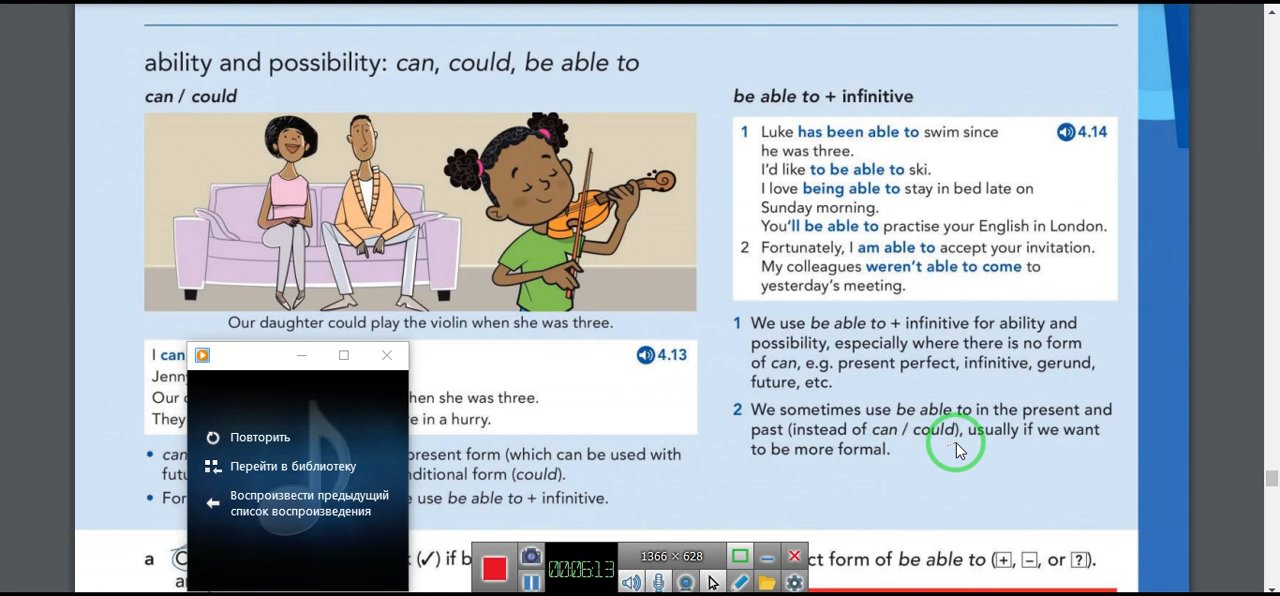 ability and possibility: can, could, be able to
can / could
Our daughter could play the violin when she was three.
I can
4.13
hen she was three.
They
e in a hurry.
present form (which can be used with
ditional form (could).
use be able to + infinitive.
be able to + infinitive
1 Luke has been able to swim since
4.14
he was three.
I'd like to be able to ski.
I love being able to stay in bed late on
Sunday morning.
You'll be able to practise your English in London.
2 Fortunately, I am able to accept your invitation.
My colleagues weren't able to come to
yesterday's meeting.
1 We use be able to + infinitive for ability and
possibility, especially where there is no form
of can, e.g. present perfect, infinitive, gerund,
future, etc.
2 We sometimes use be able to in the present and
past (instead of can / could), usually if we want
to be more formal.
Повторить
Перейти в библиотеку
Воспроизвести предыдущий
список воспроизведения
a
(✓) if
ct form of be able to (+, –, or ?).
1366 × 628
00:06:13